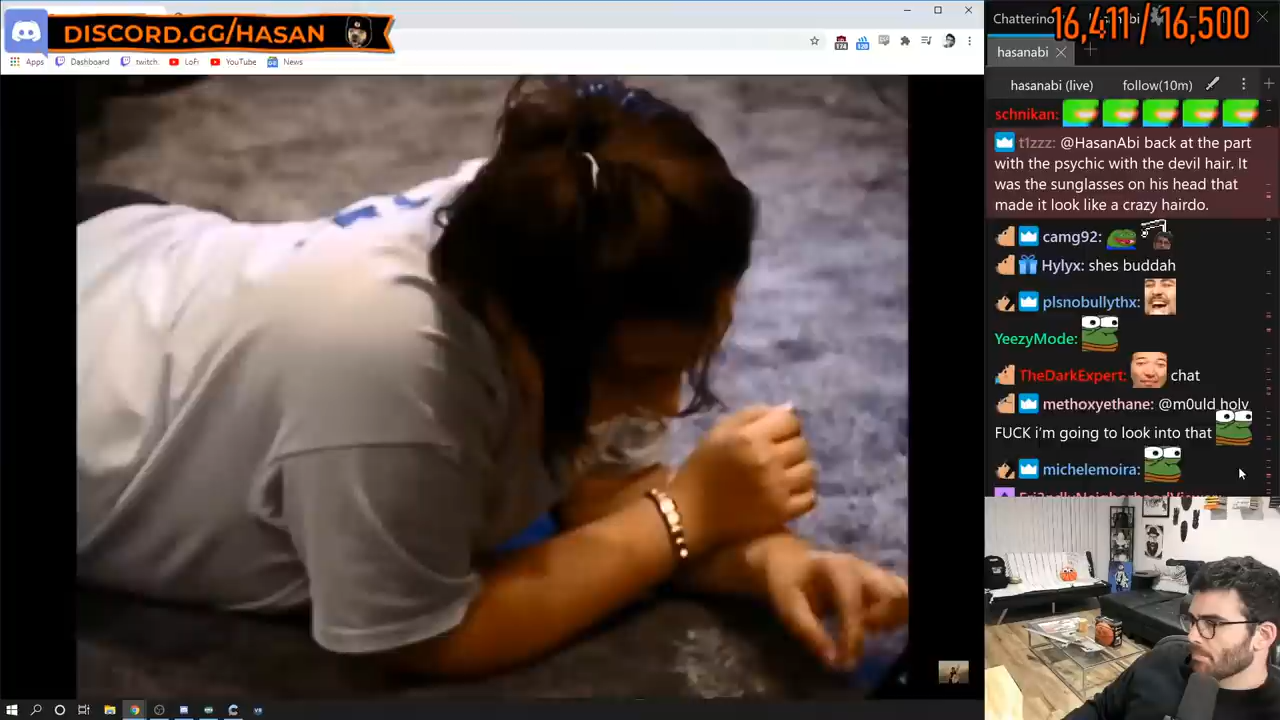 DISCORD.GG/HASAN
Apps
Dashboard
twitch
LoFi
YouTube
News
174
120
Chatterino
16,411/16,500
hasanabi
hasanabi (live)
follow(10m)
schnikan:
t1zzz: @HasanAbi back at the part
with the psychic with the devil hair. It
was the sunglasses on his head that
made it look like a crazy hairdo.
camg92:
Hylyx: shes buddah
plsnobullythx:
YeezyMode:
TheDarkExpert: chat
methoxyethane: @m0uld holy
FUCK i'm going to look into that
michelemoira: